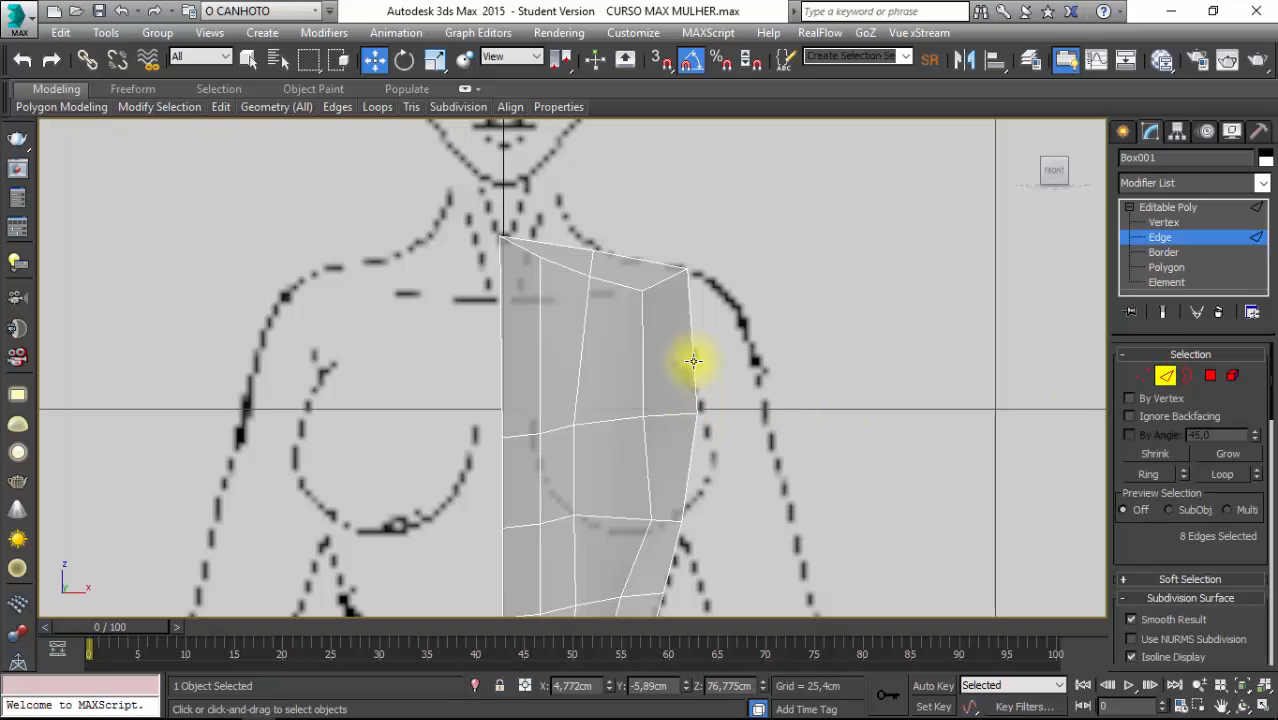 O CANHOTO
Autodesk 3ds Max 2015 - Student Version CURSO MAX MULHER.max
Type a keyword or phrase
MAX
Edit Tools Group Views Create Modifiers Animation Graph Editors Rendering Customize MAXScript Help RealFlow GoZ Vue xStream
All View Create Selection Se SR
Modeling Freeform Selection Object Paint Populate
Polygon Modeling Modify Selection Edit Geometry (All) Edges Loops Tris Subdivision Align Properties
FRONT
Box001
Modifier List
Editable Poly
Vertex
Edge
Border
Polygon
Element
- Selection
By Vertex
Ignore Backfacing
By Angle: 45,0
Shrink Grow
Ring Loop
Preview Selection
Off SubObj Multi
8 Edges Selected
+ Soft Selection
- Subdivision Surface
Smooth Result
Use NURMS Subdivision
Isoline Display
z
x
y
< 0 / 100 >
0 5 10 15 20 25 30 35 40 45 50 55 60 65 70 75 80 85 90 95 100
1 Object Selected X: 4,772cm Y: -5,89cm Z: 76,775cm Grid = 25,4cm Auto Key Selected
Welcome to MAXScript. Click or click-and-drag to select objects Add Time Tag Set Key Key Filters... 0